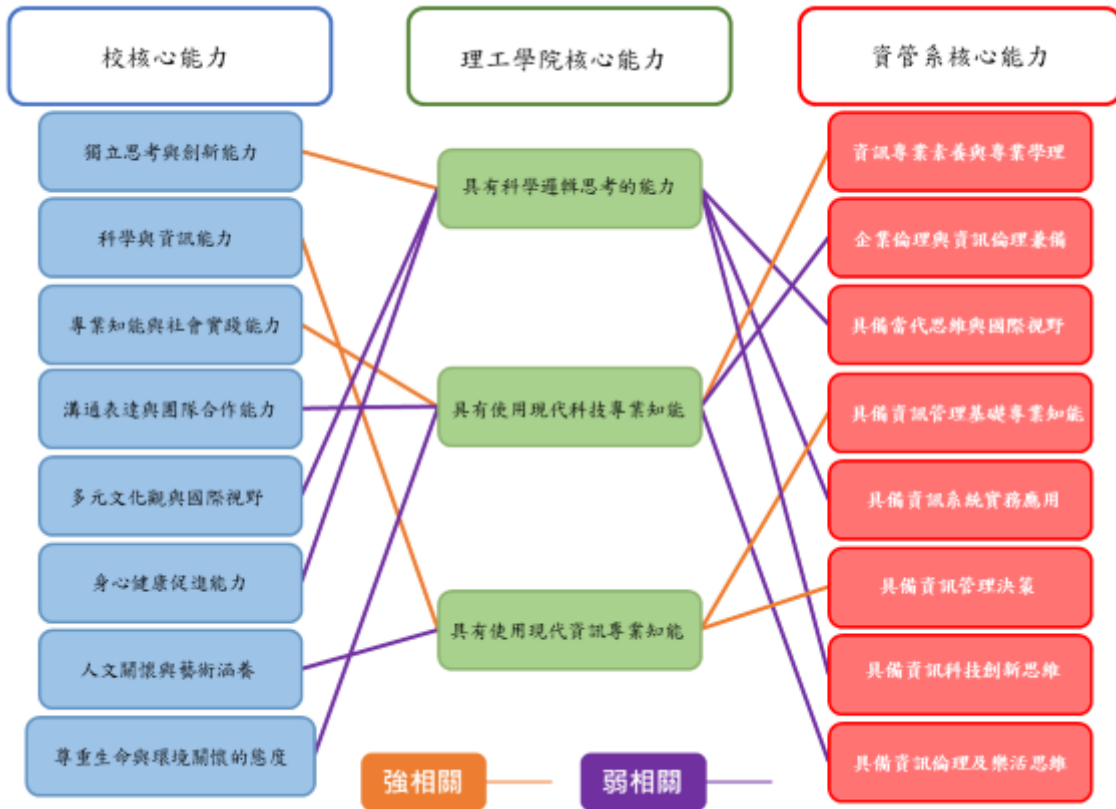 校核心能力
理工學院核心能力
資管系核心能力
獨立思考與創新能力
科學與資訊能力
專業知能與社會實踐能力
溝通表達與團隊合作能力
多元文化觀與國際視野
身心健康促進能力
人文關懷與藝術涵養
尊重生命與環境關懷的態度
具有科學邏輯思考的能力
具有使用現代科技專業知能
具有使用現代資訊專業知能
資訊專業素養與專業學理
企業倫理與資訊倫理兼備
具備當代思維與國際視野
具備資訊管理基礎專業知能
具備資訊系統實務應用
具備資訊管理決策
具備資訊科技創新思維
具備資訊倫理及樂活思維
強相關
弱相關